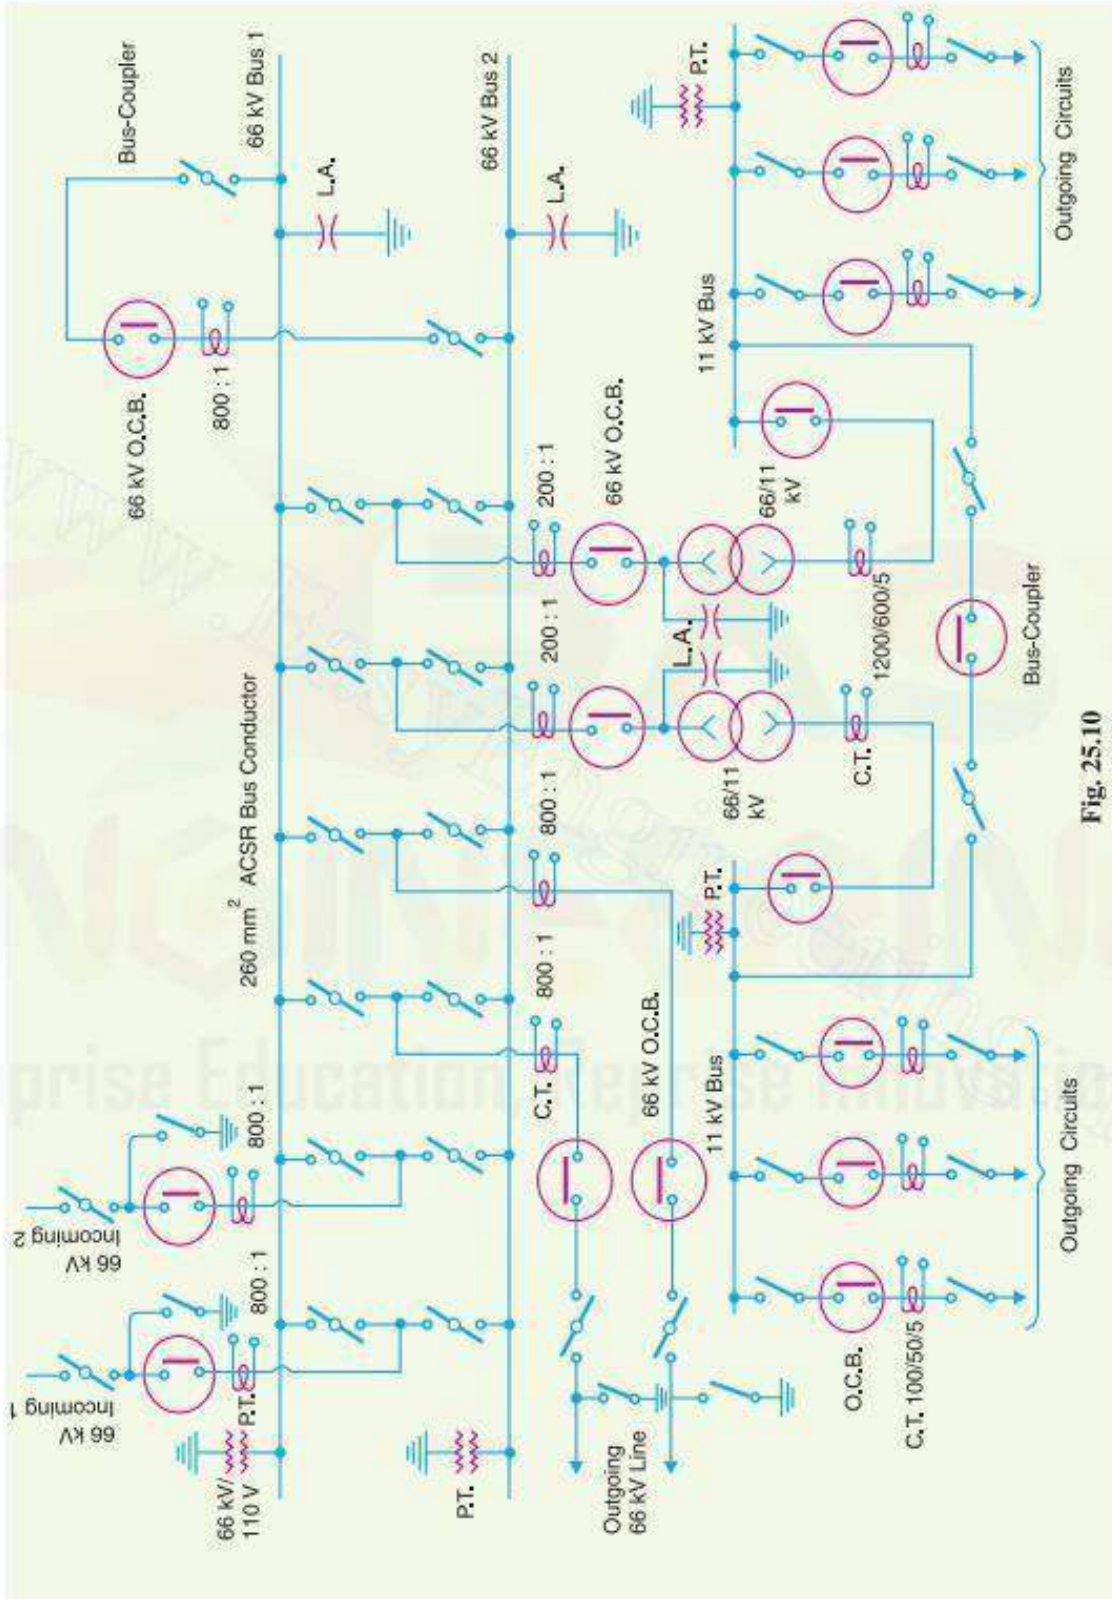 66 kV
Incoming 1
66 kV
Incoming 2
66 kV/
110 V
P.T.
800 : 1
800 : 1
260 mm2 ACSR Bus Conductor
66 kV O.C.B.
800 : 1
Bus-Coupler
66 kV Bus 1
L.A.
P.T.
66 kV Bus 2
L.A.
C.T.
800 : 1
800 : 1
200 : 1
200 : 1
66 kV O.C.B.
66 kV O.C.B.
Outgoing
66 kV Line
L.A.
66/11
kV
66/11
kV
P.T.
P.T.
11 kV Bus
11 kV Bus
C.T.
1200/600/5
O.C.B.
C.T. 100/50/5
Bus-Coupler
Outgoing Circuits
Outgoing Circuits
Fig. 25.10